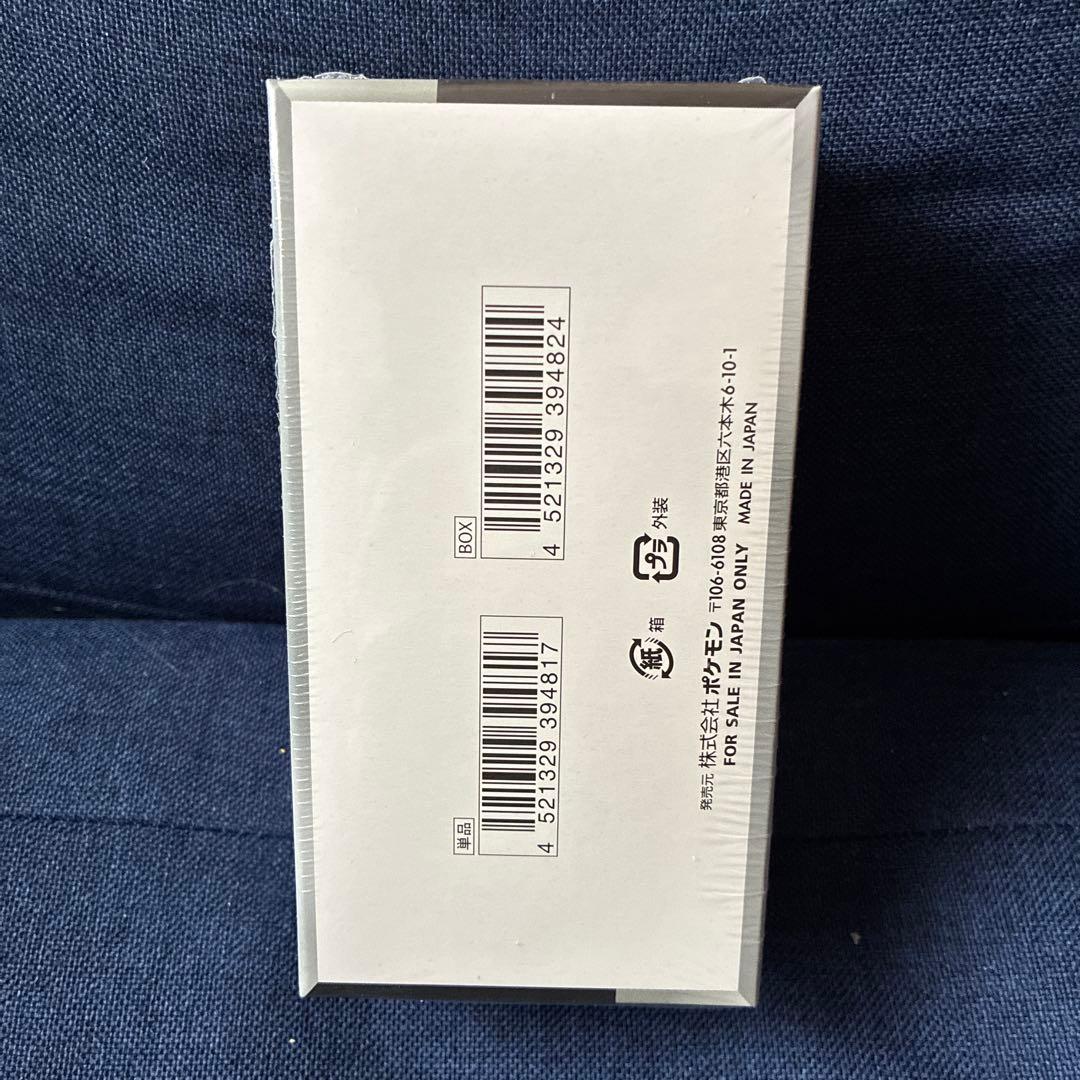 単品
4 521329 394817
BOX
4 521329 394824
紙 箱
プラ 外装
発売元 株式会社 ポケモン 〒106-6108 東京都港区六本木6-10-1
FOR SALE IN JAPAN ONLY MADE IN JAPAN